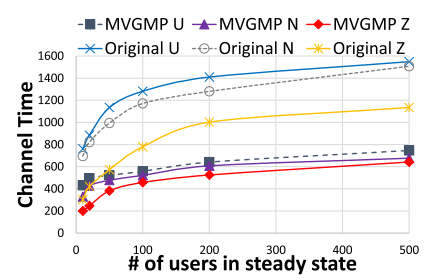 MVGMP U MVGMP N MVGMP Z
Original U Original N Original Z
Channel Time
1600
1400
1200
1000
800
600
400
200
0
0 100 200 300 400 500
# of users in steady state